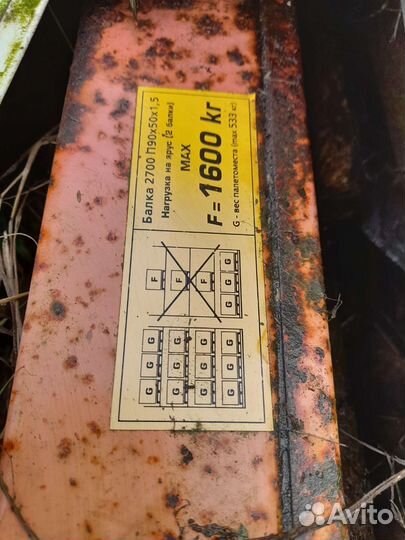 Балка 2700 П90х50х1,5
Нагрузка на ярус (2 балки)
MAX
F = 1600 кг
G - вес палетоместа (max 533 кг)
F F F G
G
G
G G G G
G G G G
G G G G
Avito